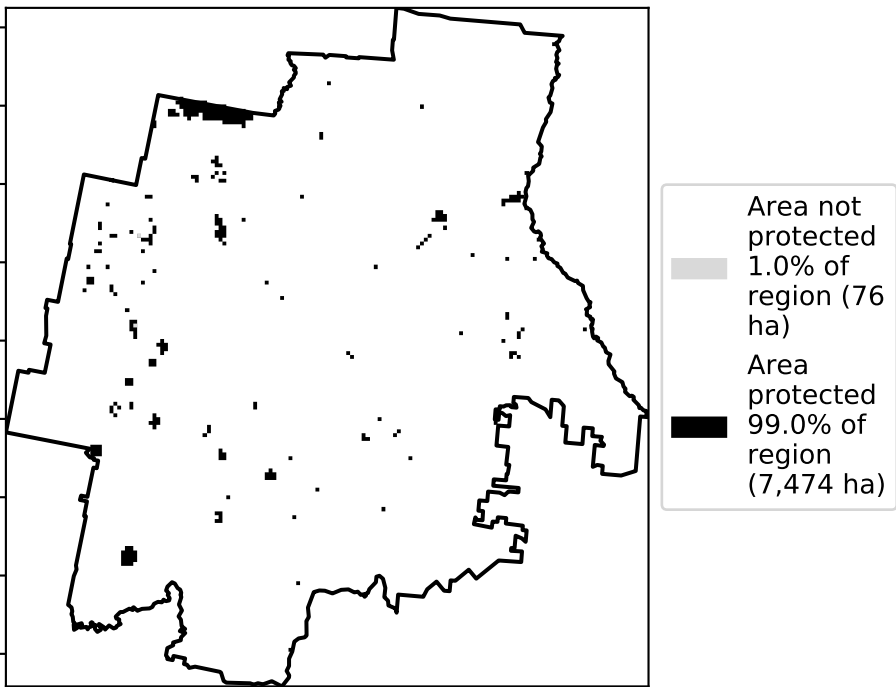 Area not
protected
1.0% of
region (76
ha)
Area
protected
99.0% of
region
(7,474 ha)